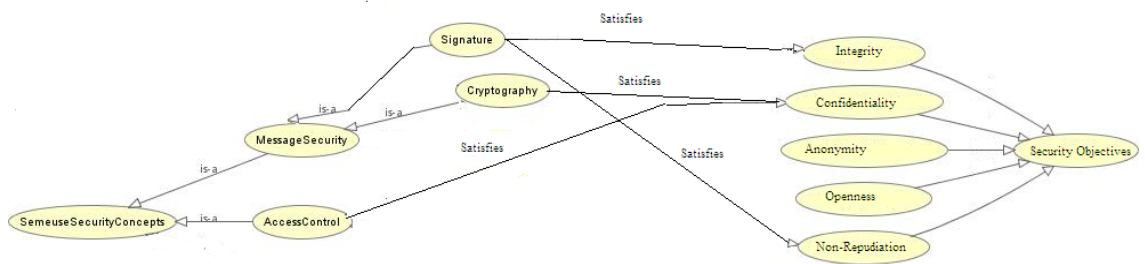 Satisfies
Signature
Integrity
Satisfies
Cryptography
Confidentiality
is-a
is-a
MessageSecurity
Satisfies
Satisfies
Anonymity
Security Objectives
is-a
Openness
SemeuseSecurityConcepts
is-a
AccessControl
Non-Repudiation